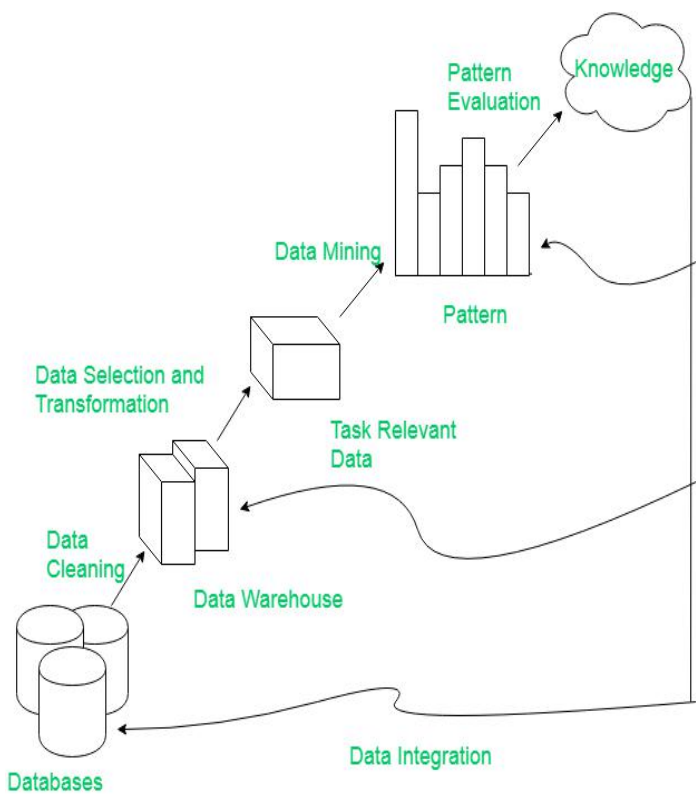 Knowledge
Pattern
Evaluation
Data Mining
Pattern
Data Selection and
Transformation
Task Relevant
Data
Data
Cleaning
Data Warehouse
Data Integration
Databases